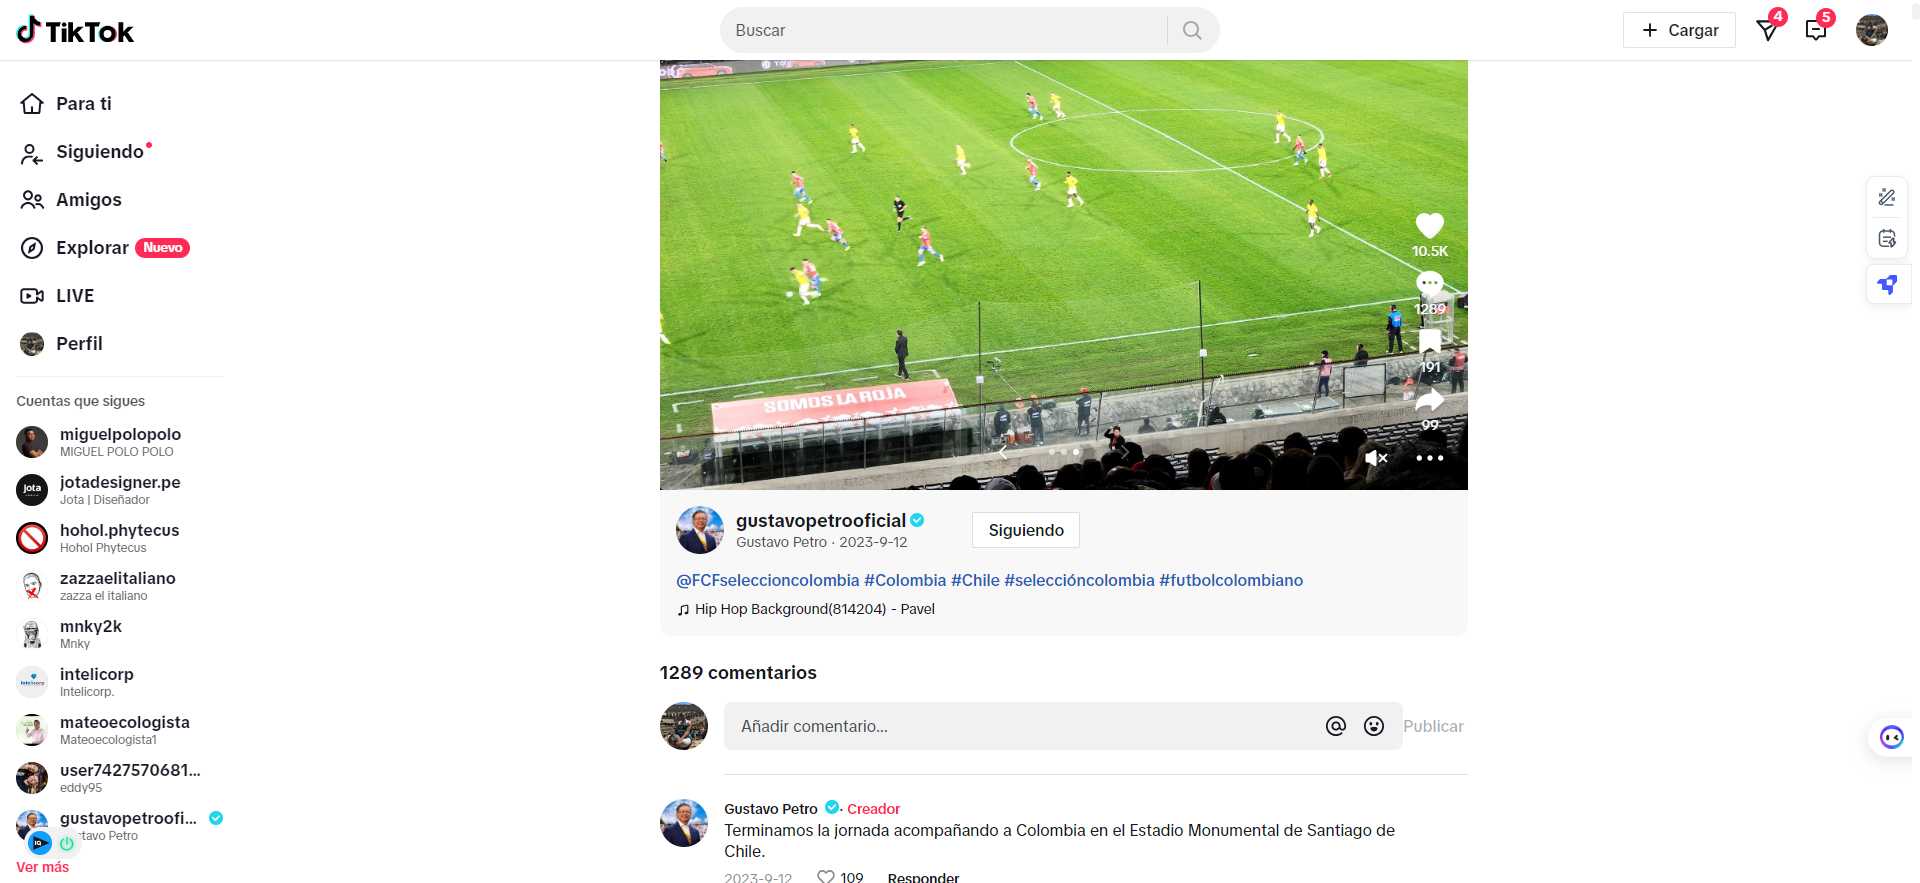 TikTok
Buscar
Cargar
4
5
Para ti
Siguiendo
Amigos
Explorar Nuevo
LIVE
Perfil
Cuentas que sigues
miguelpolopolo
MIGUEL POLO POLO
jota
jotadesigner.pe
Jota | Diseñador
hohol.phytecus
Hohol Phytecus
zazzaelitaliano
zazza el italiano
mnky2k
Mnky
intelicorp
intelicorp
Intelicorp.
mateoecologista
Mateoecologista1
user7427570681...
eddy95
gustavopetroofi...
stavo Petro
IQ
Ver más
10.5K
1289
191
99
SOMOS LA ROJA
gustavopetrooficial
Gustavo Petro · 2023-9-12
Siguiendo
@FCFseleccioncolombia #Colombia #Chile #seleccióncolombia #futbolcolombiano
Hip Hop Background(814204) - Pavel
1289 comentarios
Añadir comentario...
Publicar
Gustavo Petro · Creador
Terminamos la jornada acompañando a Colombia en el Estadio Monumental de Santiago de
Chile.
2023-9-12 109 Responder